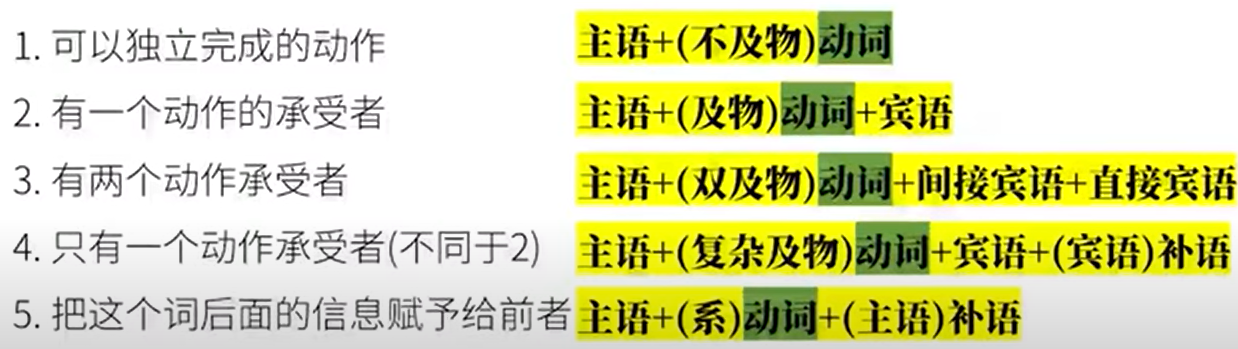 1. 可以独立完成的动作 主语+(不及物)动词
2. 有一个动作的承受者 主语+(及物)动词+宾语
3. 有两个动作承受者 主语+(双及物)动词+间接宾语+直接宾语
4. 只有一个动作承受者(不同于2) 主语+(复杂及物)动词+宾语+(宾语)补语
5. 把这个词后面的信息赋予给前者 主语+(系)动词+(主语)补语